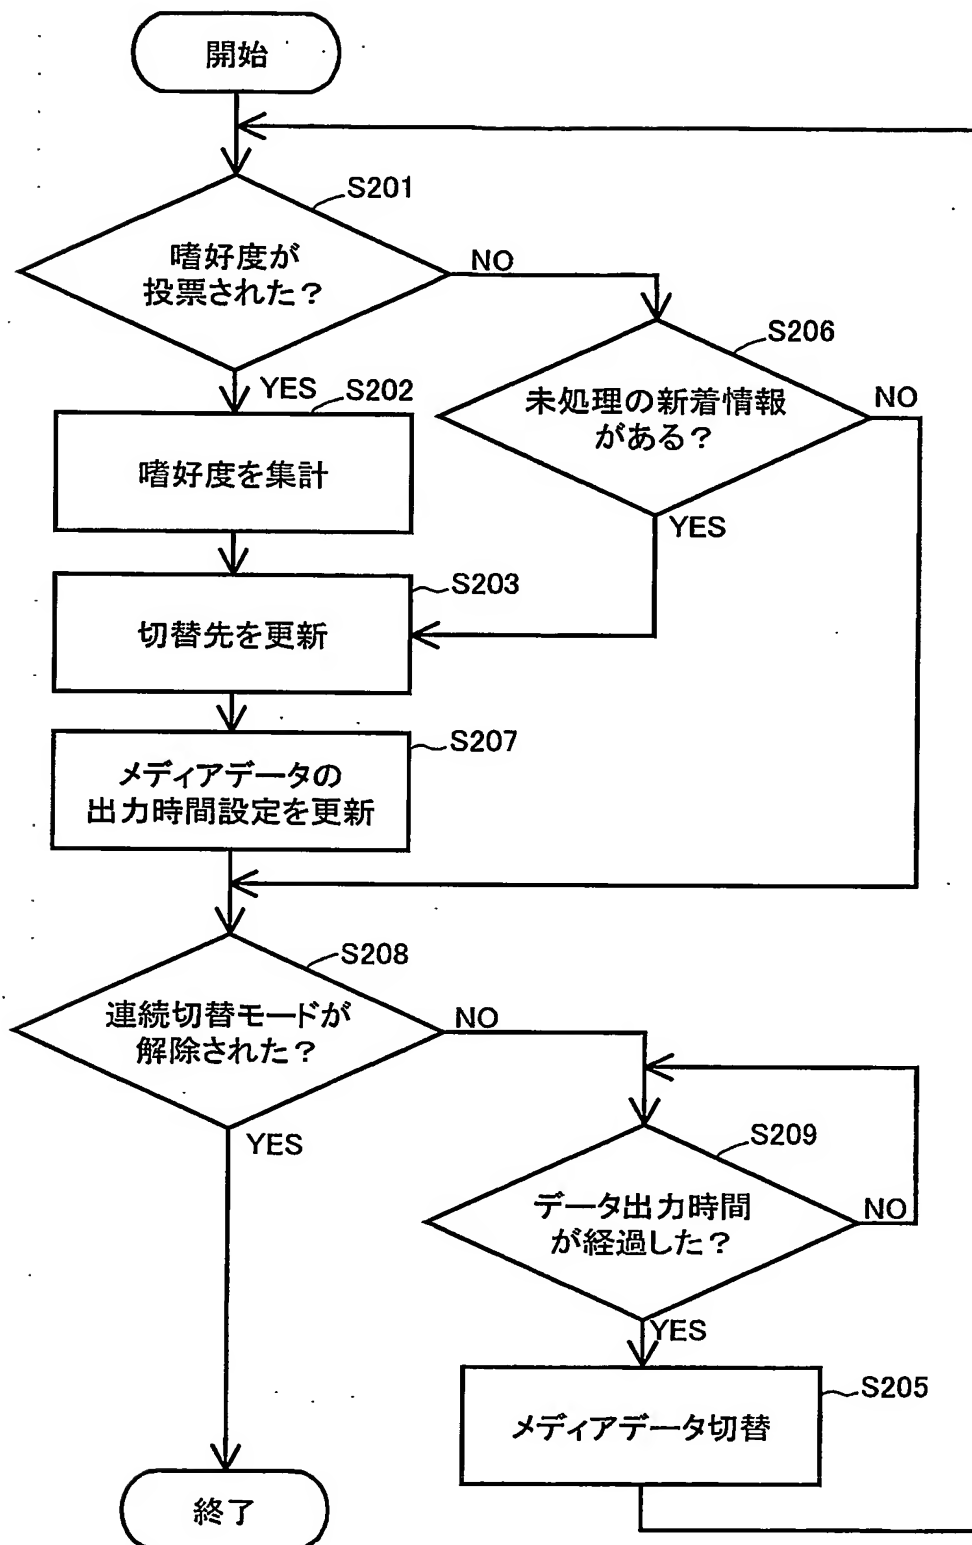 開始
S201
嗜好度が
投票された？
NO
YES
S206
未処理の新着情報
がある？
NO
YES
S202
嗜好度を集計
S203
切替先を更新
S207
メディアデータの
出力時間設定を更新
S208
連続切替モードが
解除された？
NO
YES
S209
データ出力時間
が経過した？
NO
YES
S205
メディアデータ切替
終了